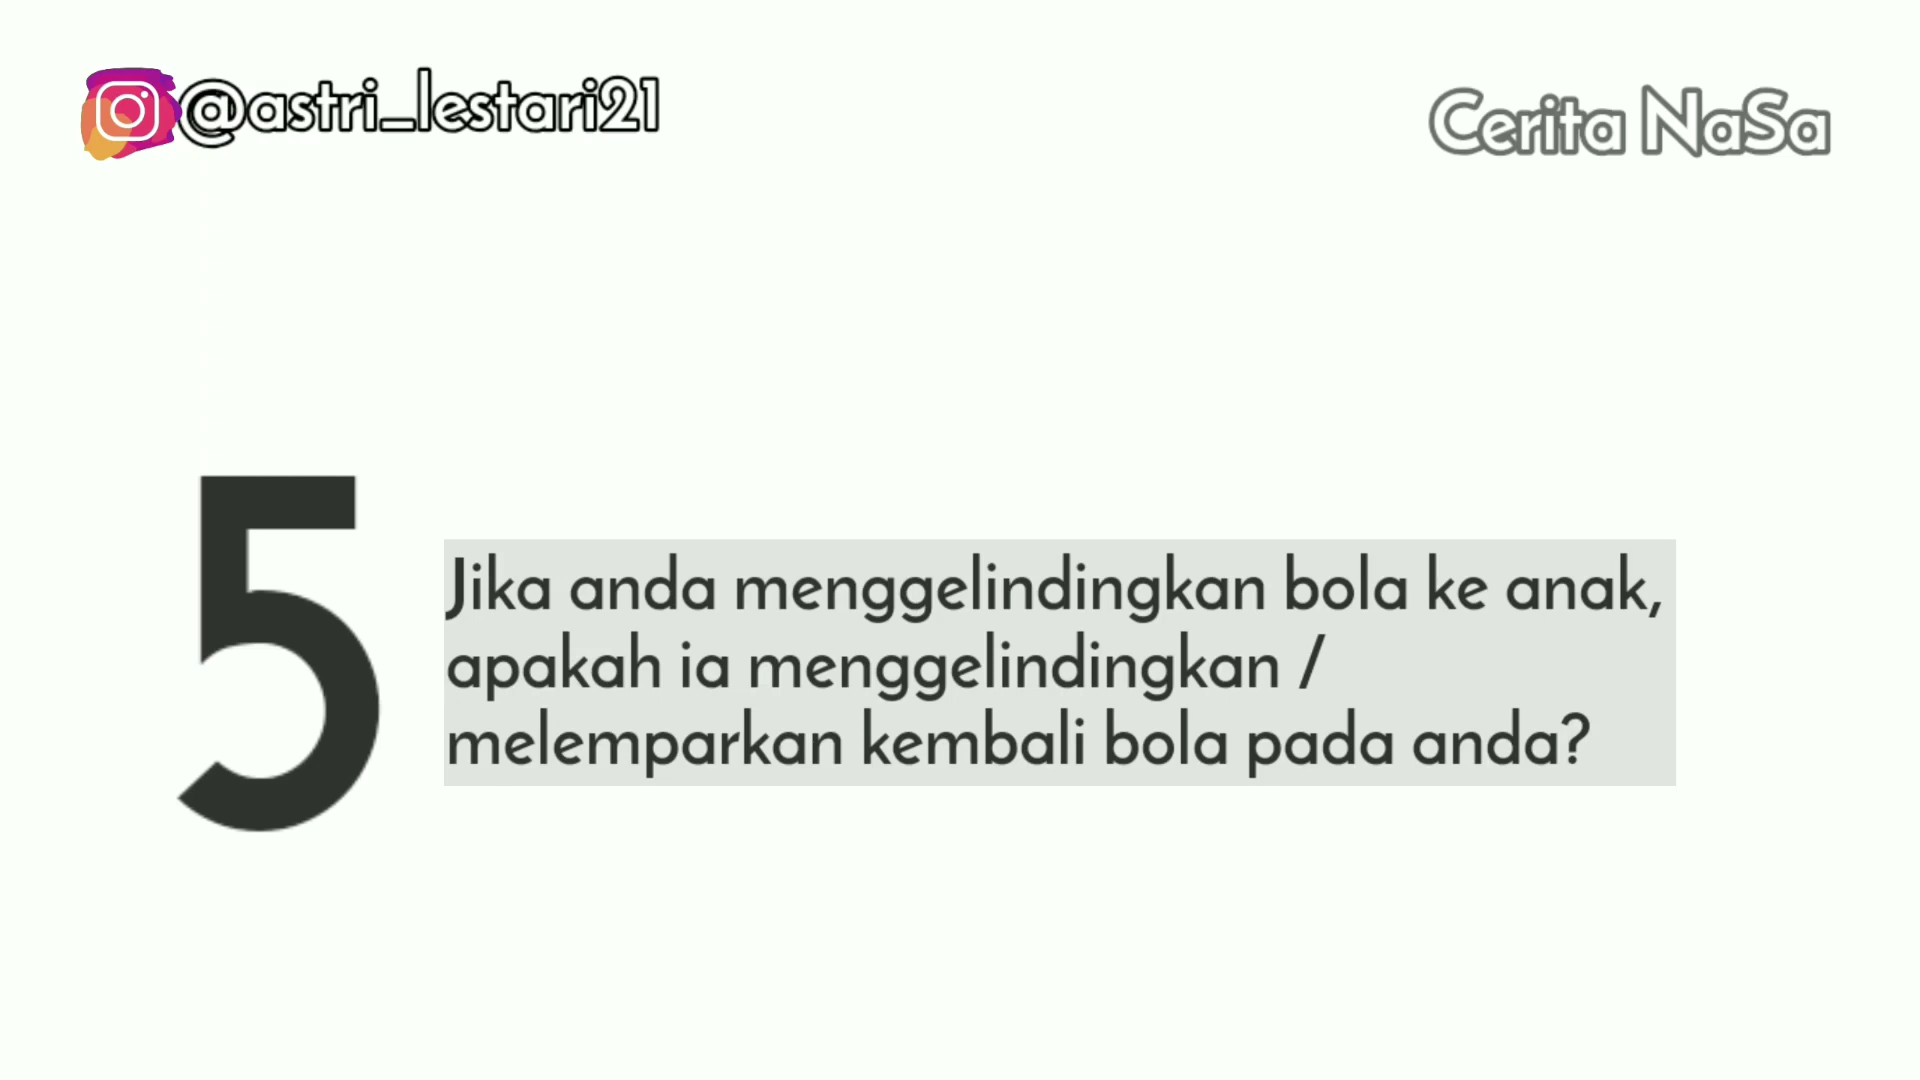 @astri_lestari21
Cerita NaSa
5
Jika anda menggelindingkan bola ke anak,
apakah ia menggelindingkan /
melemparkan kembali bola pada anda?